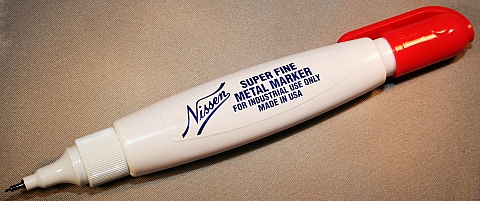 Nissen
SUPER FINE
METAL MARKER
FOR INDUSTRIAL USE ONLY
MADE IN USA